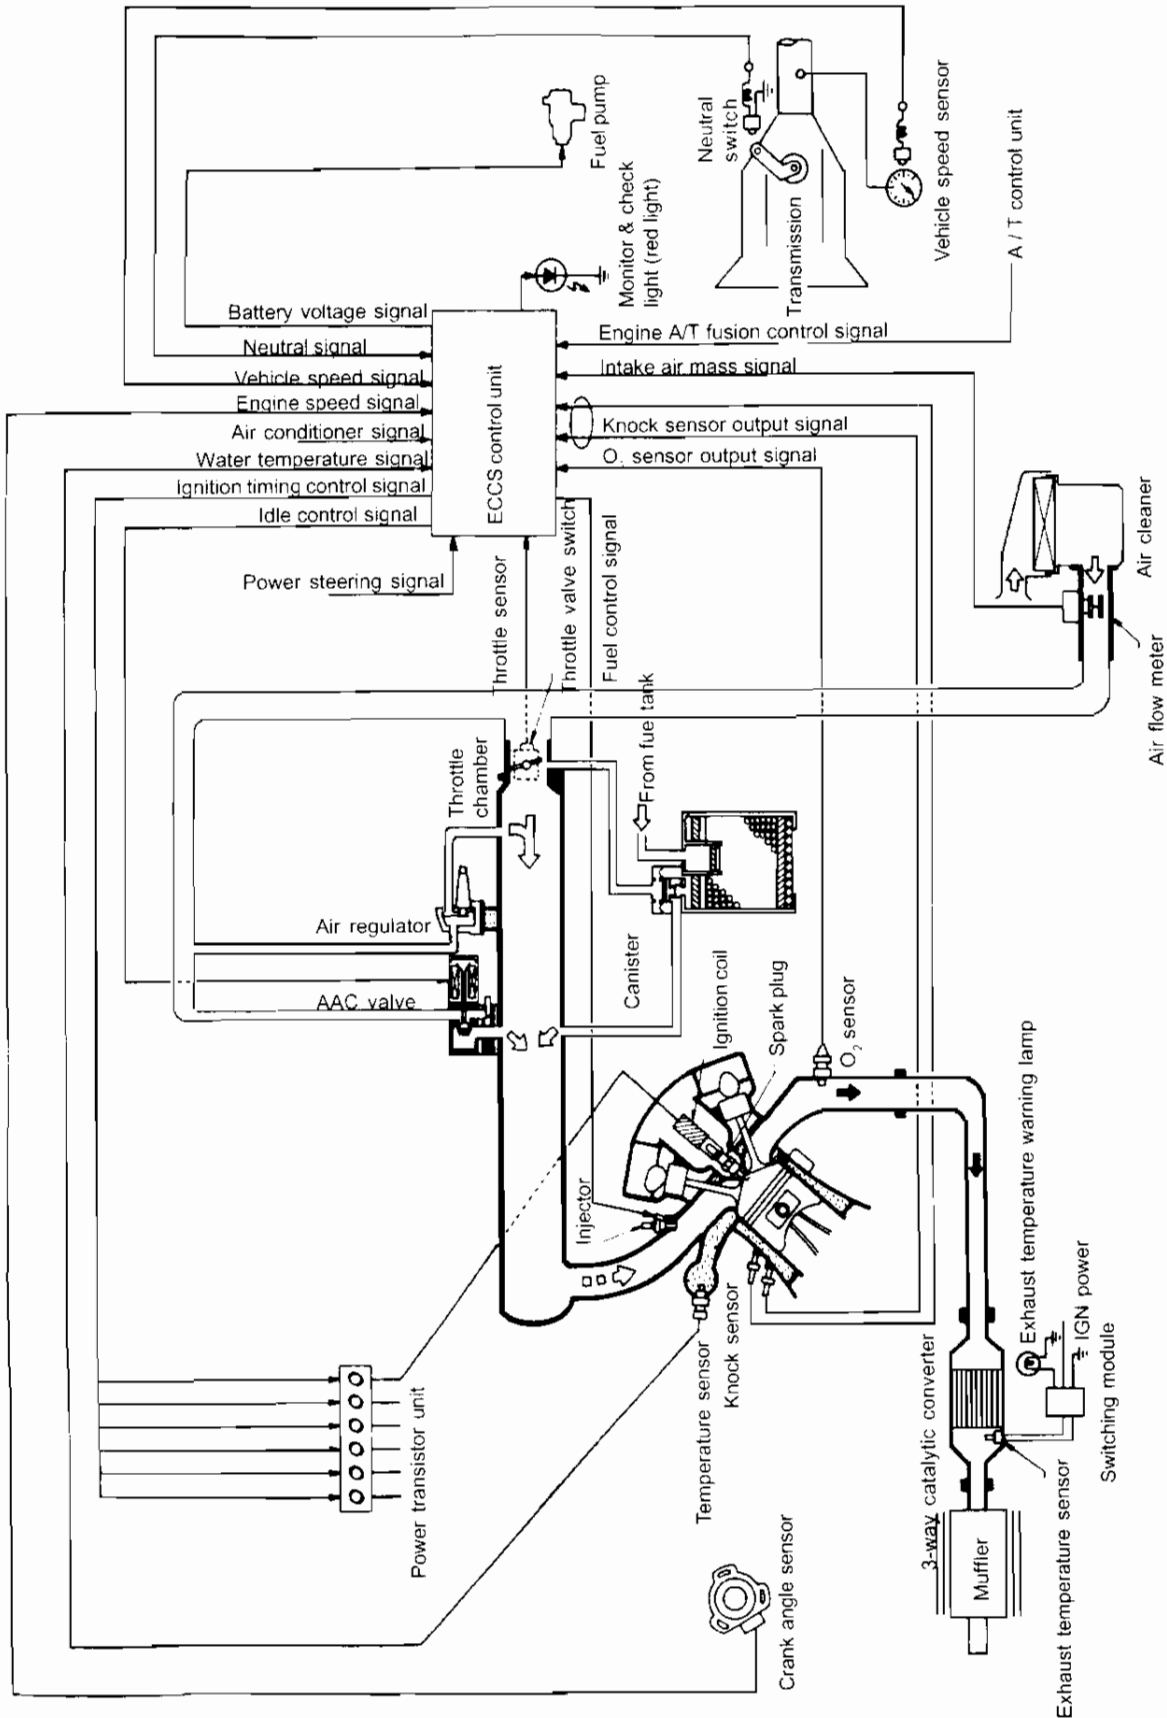 Fuel pump
Monitor & check
light (red light)
Neutral
switch
Transmission
Vehicle speed sensor
A / T control unit
Battery voltage signal
Neutral signal
Vehicle speed signal
Engine speed signal
Air conditioner signal
Water temperature signal
Ignition timing control signal
Idle control signal
Power steering signal
ECCS control unit
Engine A/T fusion control signal
Intake air mass signal
Knock sensor output signal
O. sensor output signal
Throttle sensor
Throttle valve switch
Fuel control signal
Air cleaner
Air flow meter
Throttle
chamber
From fuel tank
Air regulator
AAC valve
Canister
Ignition coil
Spark plug
O₂ sensor
Injector
Temperature sensor
Knock sensor
Power transistor unit
Crank angle sensor
3-way catalytic converter
Muffler
Exhaust temperature sensor
Exhaust temperature warning lamp
IGN power
Switching module